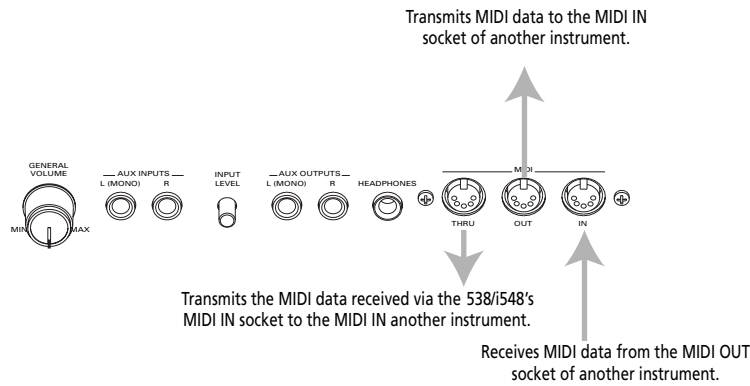 Transmits MIDI data to the MIDI IN
socket of another instrument.
GENERAL
VOLUME
MIN
MAX
AUX INPUTS
L (MONO)
R
INPUT
LEVEL
AUX OUTPUTS
L (MONO)
R
HEADPHONES
MIDI
THRU
OUT
IN
Transmits the MIDI data received via the 538/i548's
MIDI IN socket to the MIDI IN another instrument.
Receives MIDI data from the MIDI OUT
socket of another instrument.